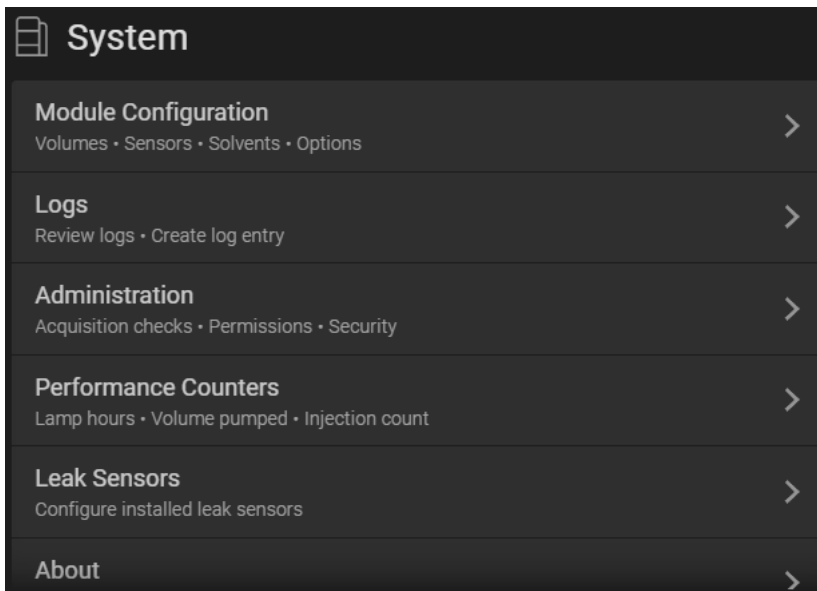 System
Module Configuration
Volumes • Sensors • Solvents • Options
Logs
Review logs • Create log entry
Administration
Acquisition checks • Permissions • Security
Performance Counters
Lamp hours • Volume pumped • Injection count
Leak Sensors
Configure installed leak sensors
About